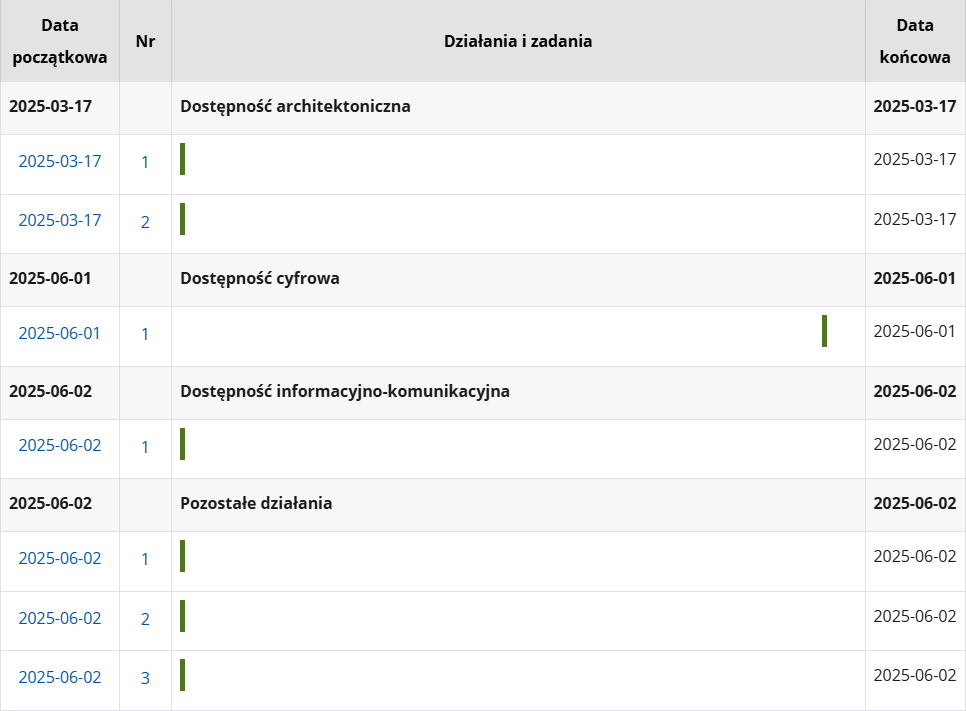 Data początkowa Nr Działania i zadania Data końcowa
2025-03-17 Dostępność architektoniczna 2025-03-17
2025-03-17 1 2025-03-17
2025-03-17 2 2025-03-17
2025-06-01 Dostępność cyfrowa 2025-06-01
2025-06-01 1 2025-06-01
2025-06-02 Dostępność informacyjno-komunikacyjna 2025-06-02
2025-06-02 1 2025-06-02
2025-06-02 Pozostałe działania 2025-06-02
2025-06-02 1 2025-06-02
2025-06-02 2 2025-06-02
2025-06-02 3 2025-06-02